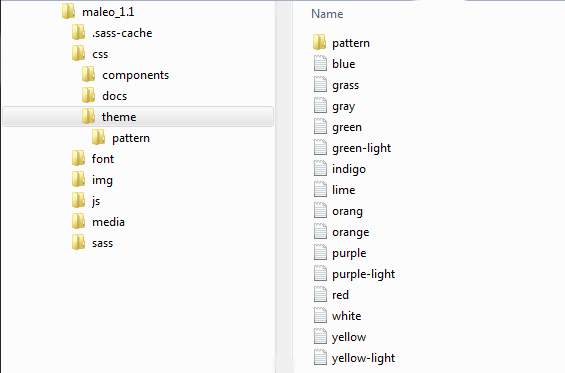 maleo_1.1
.sass-cache
css
components
docs
theme
pattern
font
img
js
media
sass
Name
pattern
blue
grass
gray
green
green-light
indigo
lime
orang
orange
purple
purple-light
red
white
yellow
yellow-light